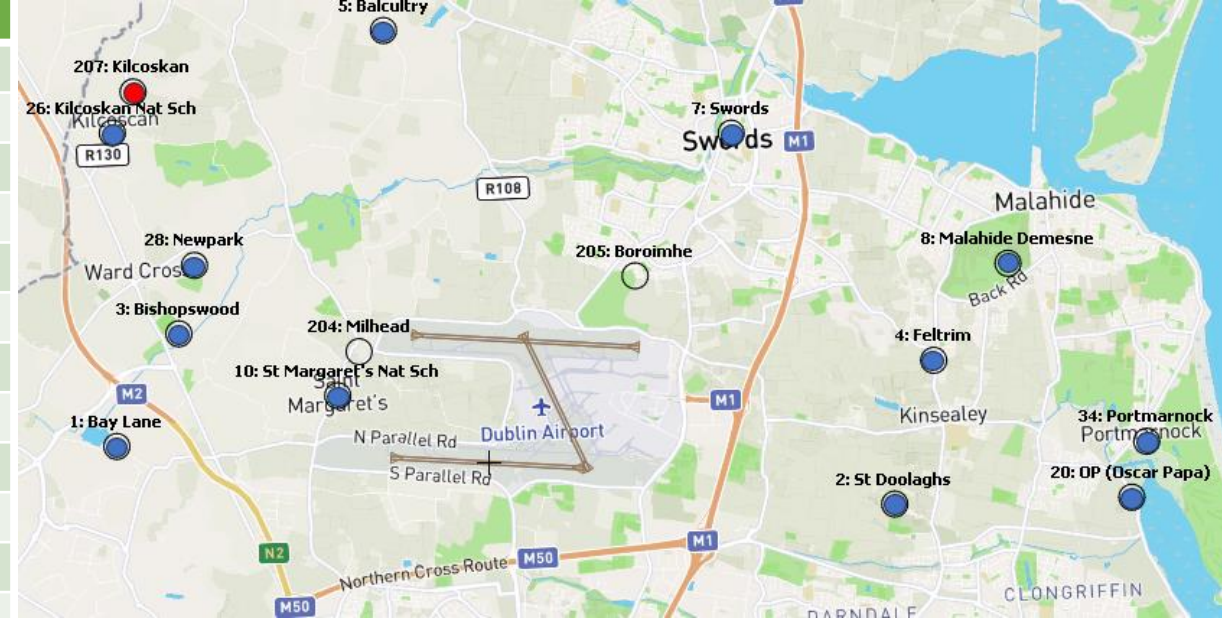 5: Balcultry
207: Kilcoskan
26: Kilcoskan Nat Sch
Kilcoscan
R130
7: Swords
Swords
M1
R108
Malahide
28: Newpark
Ward Cross
205: Boroimhe
8: Malahide Demesne
Back Rd
3: Bishopswood
204: Milhead
4: Feltrim
10: St Margaret's Nat Sch
Saint
Margaret's
M2
M1
Kinsealey
34: Portmarnock
Portmarnock
1: Bay Lane
N Parallel Rd
Dublin Airport
S Parallel Rd
2: St Doolaghs
20: OP (Oscar Papa)
M1
N2
M50
Northern Cross Route
M50
CLONGRIFFIN
DARNDALE